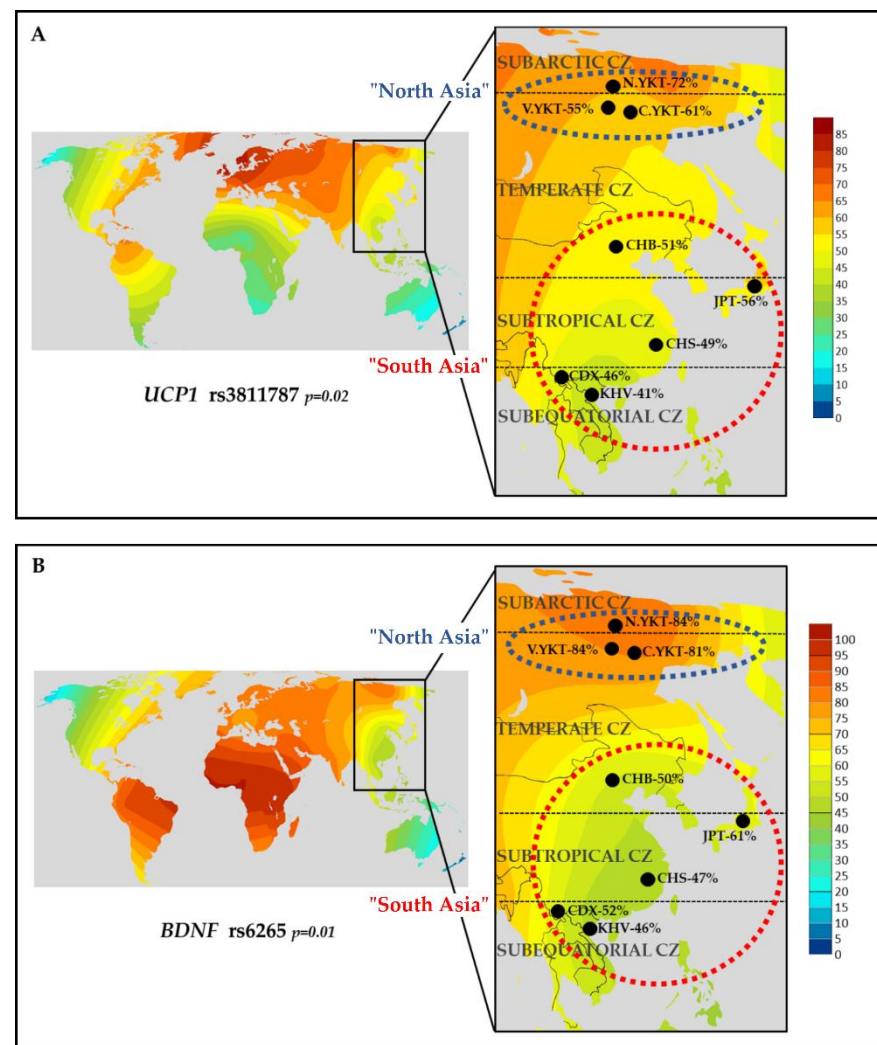 A
SUBARCTIC CZ
"North Asia"
N.YKT-72%
V.YKT-55%
C.YKT-61%
TEMPERATE CZ
CHB-51%
JPT-56%
SUBTROPICAL CZ
CHS-49%
"South Asia"
CDX-46%
KHV-41%
SUBEQUATORIAL CZ
UCP1 rs3811787 p=0.02
85
80
75
70
65
60
55
50
45
40
35
30
25
20
15
10
5
0
B
SUBARCTIC CZ
"North Asia"
N.YKT-84%
V.YKT-84%
C.YKT-81%
TEMPERATE CZ
CHB-50%
JPT-61%
SUBTROPICAL CZ
CHS-47%
"South Asia"
CDX-52%
KHV-46%
SUBEQUATORIAL CZ
BDNF rs6265 p=0.01
100
95
90
85
80
75
70
65
60
55
50
45
40
35
30
25
20
15
10
5
0